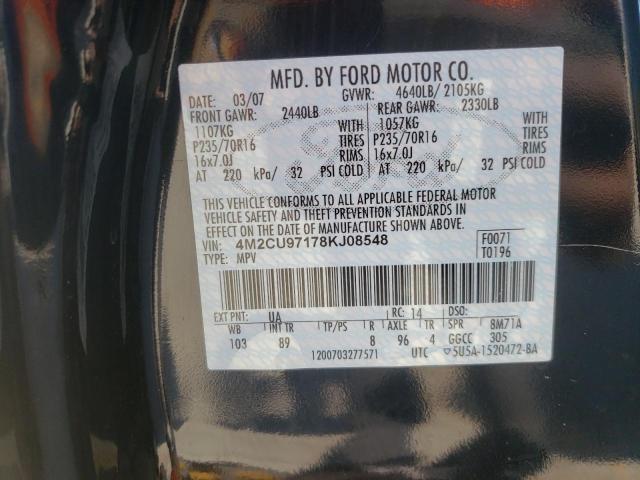 MFD. BY FORD MOTOR CO.
DATE: 03/07 GVWR: 4640LB/ 2105KG
FRONT GAWR: 2440LB REAR GAWR: 2330LB
1107KG WITH 1057KG WITH
P235/70R16 TIRES P235/70R16 TIRES
16x7.0J RIMS 16x7.0J RIMS
AT 220 kPa/ 32 PSI COLD AT 220 kPa/ 32 PSI COLD
THIS VEHICLE CONFORMS TO ALL APPLICABLE FEDERAL MOTOR
VEHICLE SAFETY AND THEFT PREVENTION STANDARDS IN
EFFECT ON THE DATE OF MANUFACTURE SHOWN ABOVE.
VIN: 4M2CU97178KJ08548 F0071
TYPE: MPV T0196
EXT PNT: UA RC: 14 DSO:
WB INT TR TP/PS R AXLE TR SPR 8M71A
103 89 8 96 4 GGCC 305
1200703277571 UTC 5U5A-1520472-BA